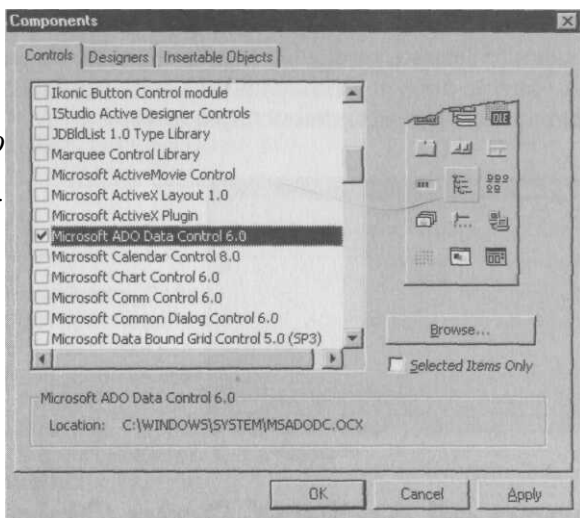 Components
Controls Designers Insertable Objects
Ikonic Button Control module
IStudio Active Designer Controls
JDBldList 1.0 Type Library
Marquee Control Library
Microsoft ActiveMovie Control
Microsoft ActiveX Layout 1.0
Microsoft ActiveX Plugin
Microsoft ADO Data Control 6.0
Microsoft Calendar Control 8.0
Microsoft Chart Control 6.0
Microsoft Comm Control 6.0
Microsoft Common Dialog Control 6.0
Microsoft Data Bound Grid Control 5.0 (SP3)
OLE
Browse...
Selected Items Only
Microsoft ADO Data Control 6.0
Location: C:\WINDOWS\SYSTEM\MSADODC.OCX
OK Cancel Apply